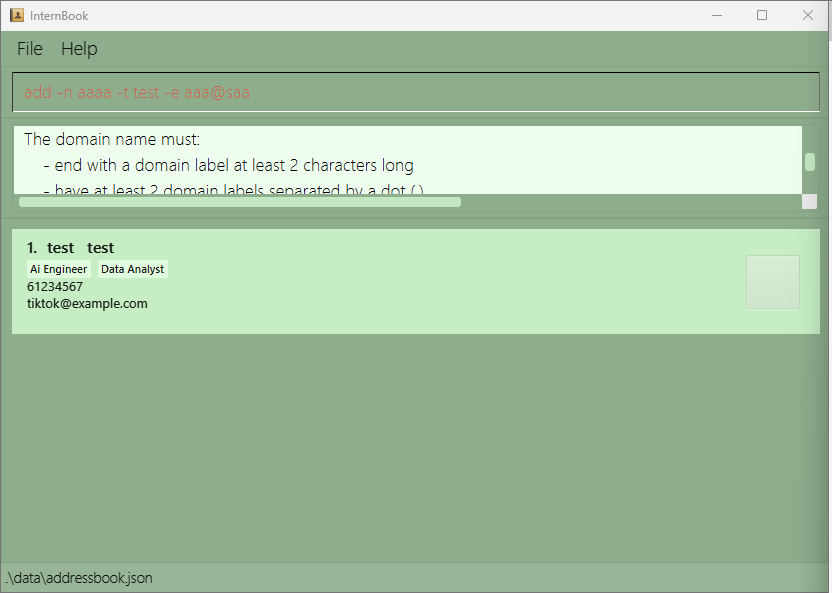 InternBook
File Help
add -n aaaa -t test -e aaa@saa
The domain name must:
- end with a domain label at least 2 characters long
- have at least 2 domain labels separated by a dot (.)
1. test test
Ai Engineer Data Analyst
61234567
tiktok@example.com
.\data\addressbook.json